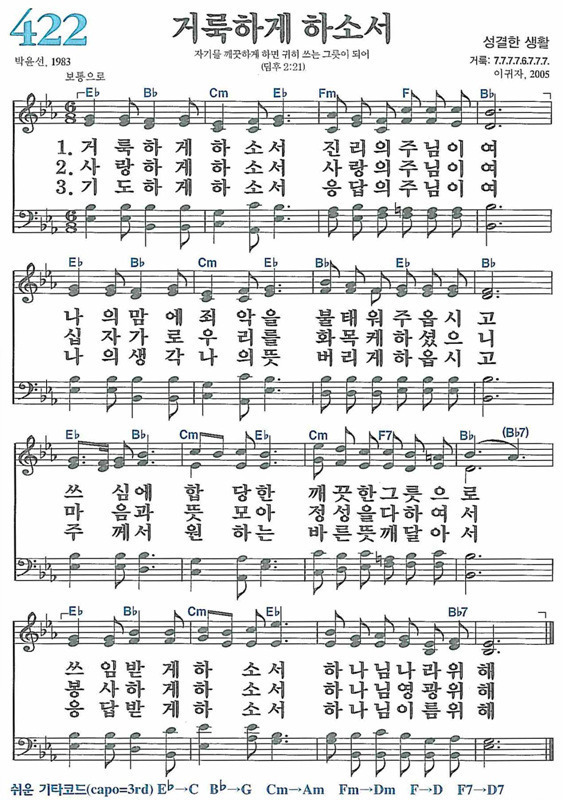 422
거룩하게 하소서
자기를 깨끗하게 하면 귀히 쓰는 그릇이 되어
(딤후 2:21)
성결한 생활
박윤선, 1983
거룩: 7.7.7.7.6.7.7.7.
이귀자, 2005
보통으로
E♭ B♭ Cm E♭ Fm F B♭
1. 거룩하게하소서 진리의주님이여
2. 사랑하게하소서 사랑의주님이여
3. 기도하게하소서 응답의주님이여
E♭ B♭ Cm E♭ Fm E♭ B♭
나의맘에죄악을 불태워주옵시고
십자가로우리를 화목케하셨으니
나의생각나의뜻 버리게하옵시고
E♭ B♭ Cm E♭ Cm F7 B♭ (B♭7)
쓰심에합당한 깨끗한그릇으로
마음과뜻모아 정성을다하여서
주께서원하는 바른뜻깨달아서
E♭ B♭ Cm E♭ B♭7 E♭
쓰임받게하소서 하나님나라위해
봉사하게하소서 하나님영광위해
응답받게하소서 하나님이름위해
쉬운 기타코드(capo=3rd) E♭→C B♭→G Cm→Am Fm→Dm F→D F7→D7